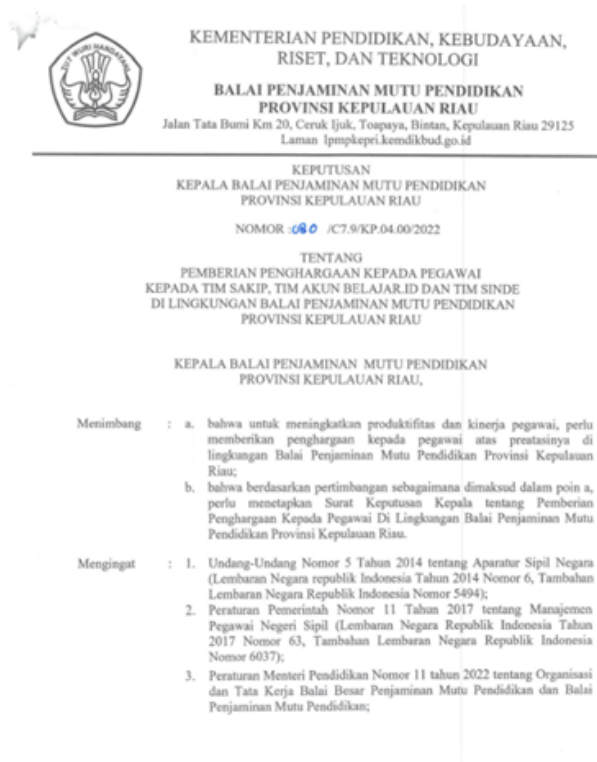 TUT WURI HANDAYANI
KEMENTERIAN PENDIDIKAN, KEBUDAYAAN,
RISET, DAN TEKNOLOGI
BALAI PENJAMINAN MUTU PENDIDIKAN
PROVINSI KEPULAUAN RIAU
Jalan Tata Bumi Km 20, Ceruk Ijuk, Toapaya, Bintan, Kepulauan Riau 29125
Laman lpmpkepri.kemdikbud.go.id
KEPUTUSAN
KEPALA BALAI PENJAMINAN MUTU PENDIDIKAN
PROVINSI KEPULAUAN RIAU
NOMOR : /C7.9/KP.04.00/2022
TENTANG
PEMBERIAN PENGHARGAAN KEPADA PEGAWAI
KEPADA TIM SAKIP, TIM AKUN BELAJAR.ID DAN TIM SINDE
DI LINGKUNGAN BALAI PENJAMINAN MUTU PENDIDIKAN
PROVINSI KEPULAUAN RIAU
KEPALA BALAI PENJAMINAN MUTU PENDIDIKAN
PROVINSI KEPULAUAN RIAU,
Menimbang : a. bahwa untuk meningkatkan produktifitas dan kinerja pegawai, perlu
memberikan penghargaan kepada pegawai atas preatasinya di
lingkungan Balai Penjaminan Mutu Pendidikan Provinsi Kepulauan
Riau;
b. bahwa berdasarkan pertimbangan sebagaimana dimaksud dalam poin a,
perlu menetapkan Surat Keputusan Kepala tentang Pemberian
Penghargaan Kepada Pegawai Di Lingkungan Balai Penjaminan Mutu
Pendidikan Provinsi Kepulauan Riau.
Mengingat : 1. Undang-Undang Nomor 5 Tahun 2014 tentang Aparatur Sipil Negara
(Lembaran Negara republik Indonesia Tahun 2014 Nomor 6, Tambahan
Lembaran Negara Republik Indonesia Nomor 5494);
2. Peraturan Pemerintah Nomor 11 Tahun 2017 tentang Manajemen
Pegawai Negeri Sipil (Lembaran Negara Republik Indonesia Tahun
2017 Nomor 63, Tambahan Lembaran Negara Republik Indonesia
Nomor 6037);
3. Peraturan Menteri Pendidikan Nomor 11 tahun 2022 tentang Organisasi
dan Tata Kerja Balai Besar Penjaminan Mutu Pendidikan dan Balai
Penjaminan Mutu Pendidikan;